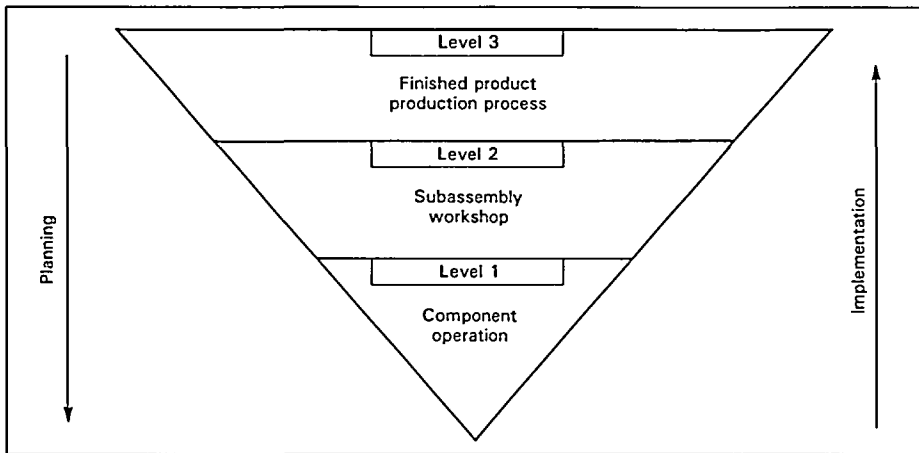 Level 3
Finished product
production process
Level 2
Subassembly
workshop
Level 1
Component
operation
Planning
Implementation